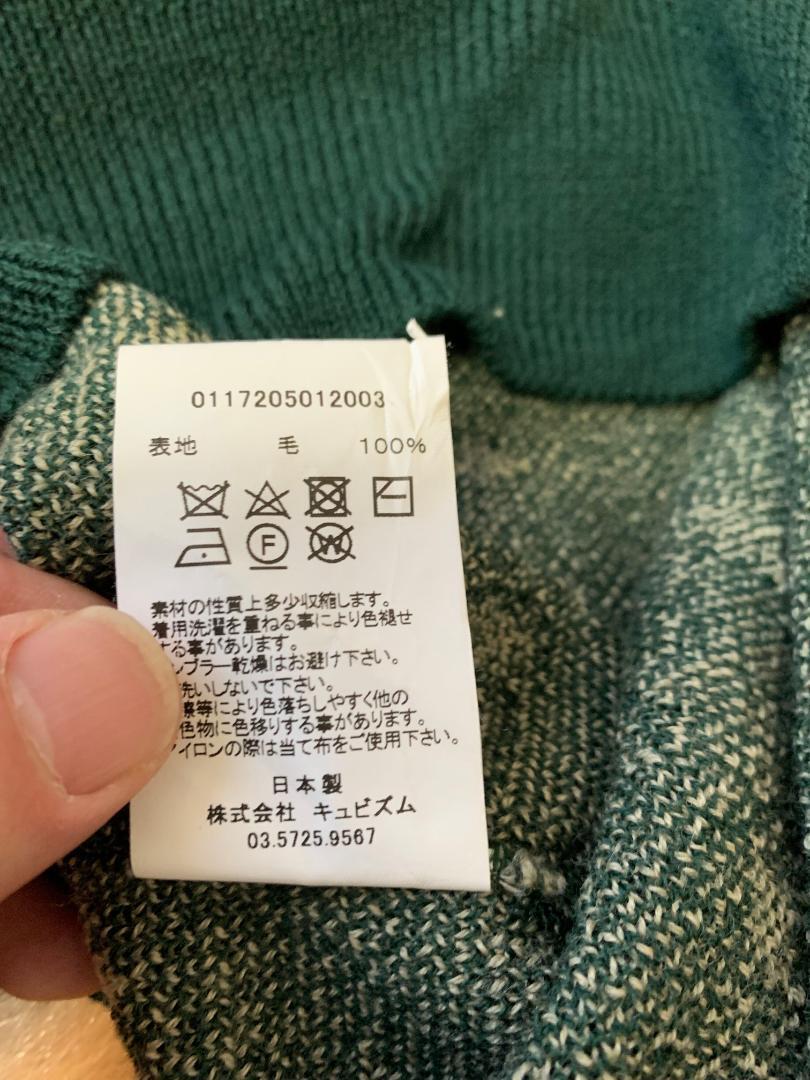 0117205012003
表地 毛 100%
F W
素材の性質上多少収縮します。
着用洗濯を重ねる事により色褪せ
する事があります。
ンブラー乾燥はお避け下さい。
洗いしないで下さい。
擦等により色落ちしやすく他の
色物に色移りする事があります。
イロンの際は当て布をご使用下さい。
日本製
株式会社 キュビズム
03.5725.9567